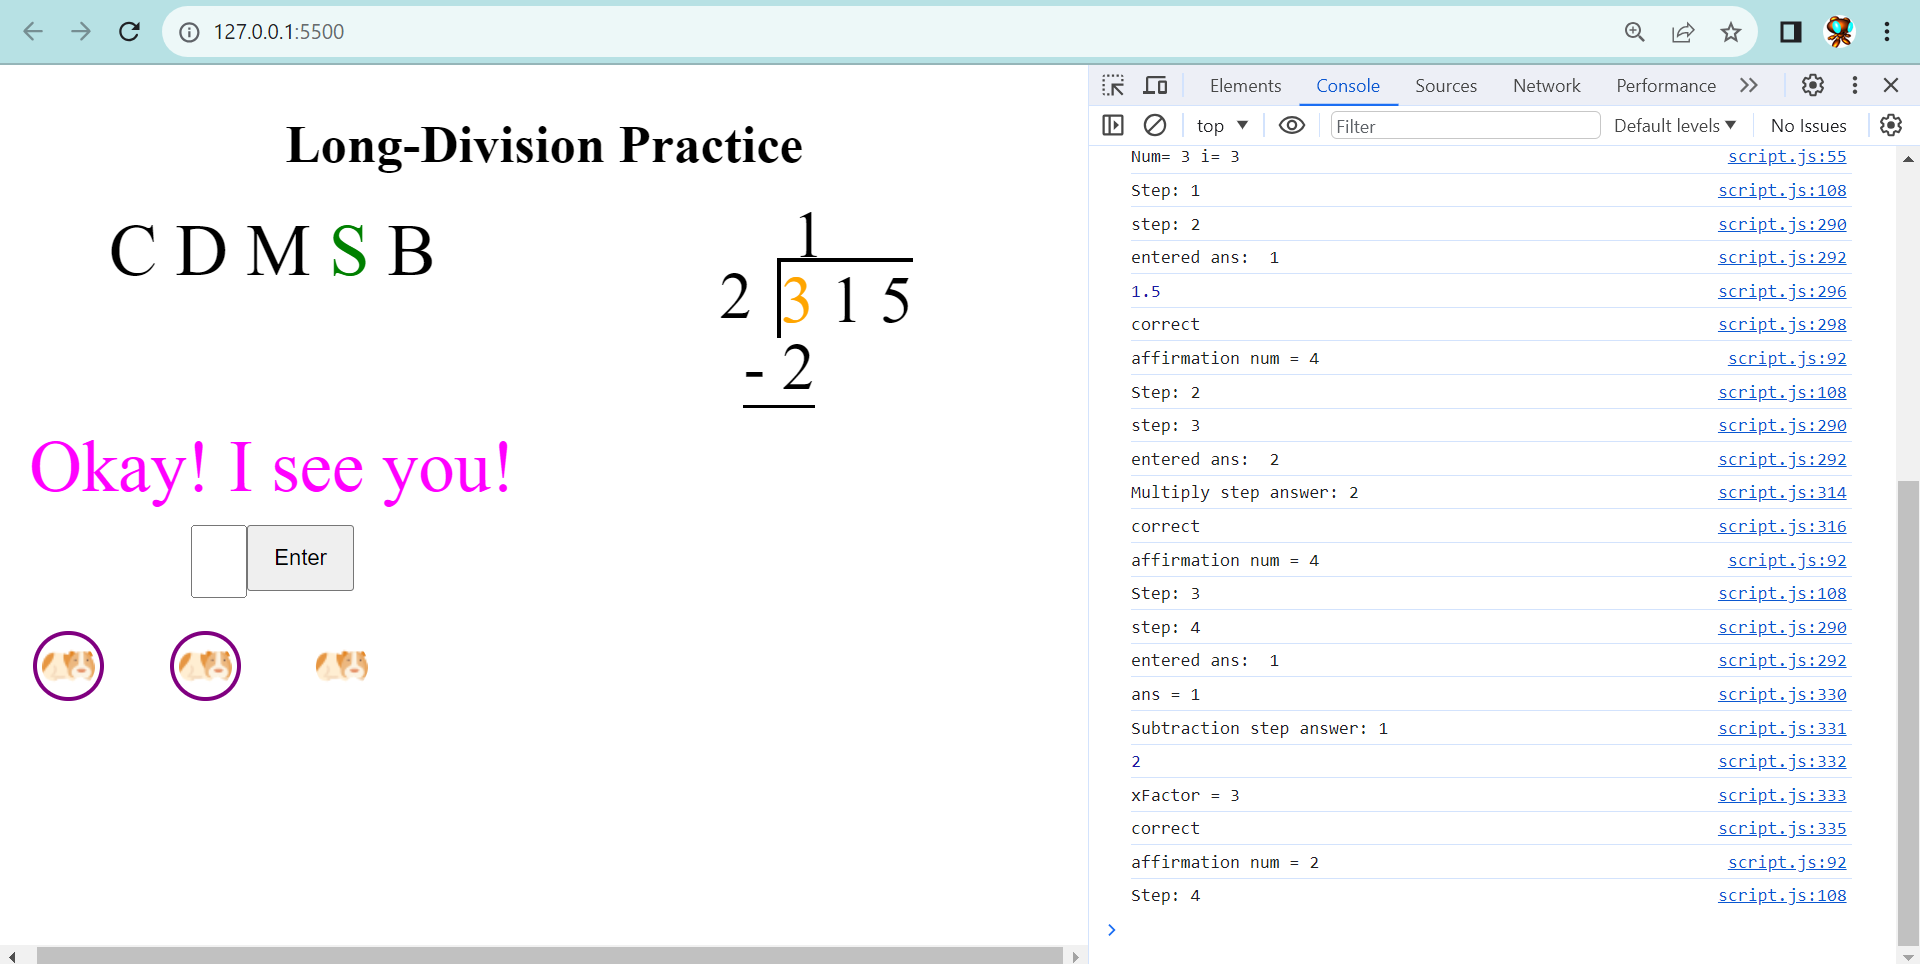 127.0.0.1:5500
Long-Division Practice
C D M S B
1
2 3 1 5
- 2
Okay! I see you!
Enter
Elements Console Sources Network Performance
top Filter Default levels No Issues
Num= 3 i= 3 script.js:55
Step: 1 script.js:108
step: 2 script.js:290
entered ans:  1 script.js:292
1.5 script.js:296
correct script.js:298
affirmation num = 4 script.js:92
Step: 2 script.js:108
step: 3 script.js:290
entered ans:  2 script.js:292
Multiply step answer: 2 script.js:314
correct script.js:316
affirmation num = 4 script.js:92
Step: 3 script.js:108
step: 4 script.js:290
entered ans:  1 script.js:292
ans = 1 script.js:330
Subtraction step answer: 1 script.js:331
2 script.js:332
xFactor = 3 script.js:333
correct script.js:335
affirmation num = 2 script.js:92
Step: 4 script.js:108